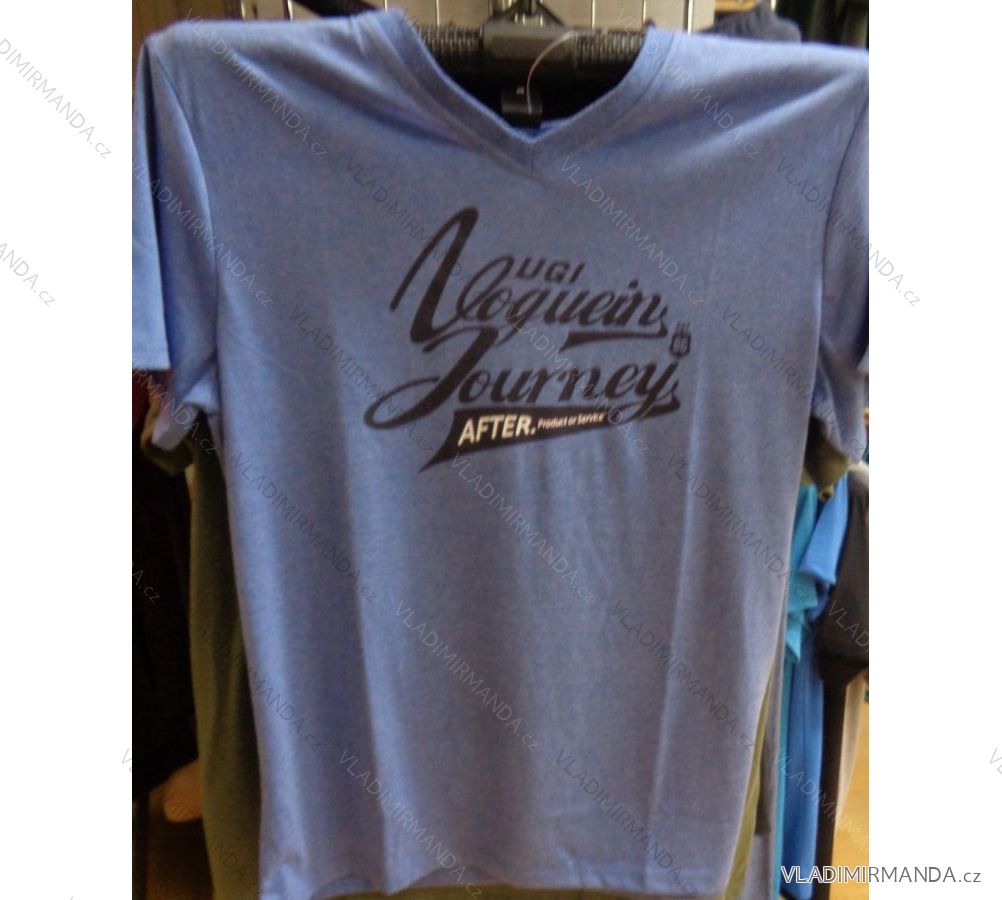 UGI
Voguein
Journey
AFTER. Product or Service
VLADIMIRMANDA.cz